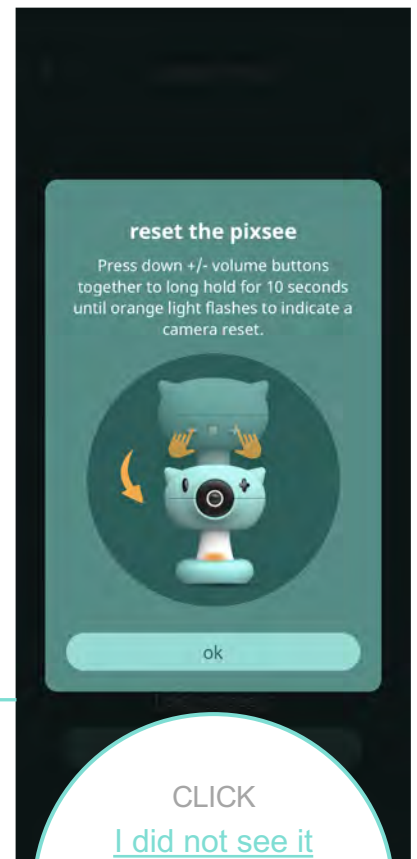 reset the pixsee
Press down +/- volume buttons
together to long hold for 10 seconds
until orange light flashes to indicate a
camera reset.
ok
CLICK
I did not see it